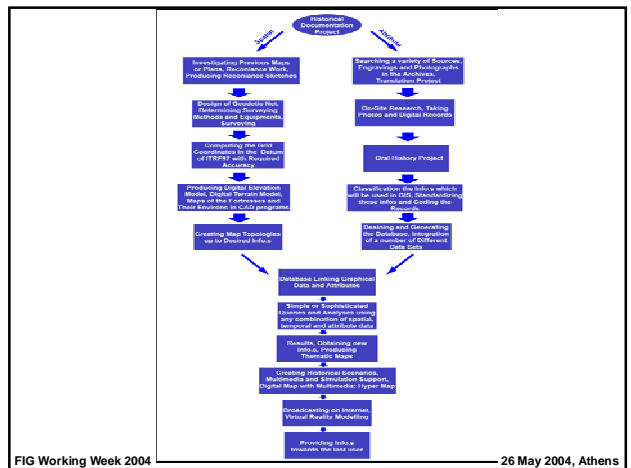 Historical
Documentation
Project
Spatial
Attribute
Investigating Previous Maps
or Plans, Reconiance Work,
Producing Reconiance Sketches
Design of Geodetic Net,
Determining Surveying
Methods and Equipments,
Surveying
Computing the Grid
Coordinates in the Datum
of ITRF97 with Required
Accuracy
Producing Digital Elevation
Model, Digital Terrain Model,
Maps of the Fortresses and
Their Environs in CAD programs
Creating Map Topologies
up to Desired Info.s
Searching a variety of Sources,
Engravings and Photographs
in the Archives,
Translation Project
On-Site Research, Taking
Photos and Digital Records
Oral History Project
Classification the Info.s which
will be used in GIS, Standardizing
these Infos and Coding the
Records
Desining and Generating
the Database, Integration
of a number of Different
Data Sets
Database Linking Graphical
Data and Attributes
Simple or Sophisticated
Queries and Analyses using
any combination of spatial,
temporal and attribute data
Results, Obtaining new
Info.s, Producing
Thematic Maps
Creating Historical Scenarios,
Multimedia and Simulation Support,
Digital Map with Multimedia: Hyper Map
Broadcasting on Internet,
Virtual Reality Modelling
Providing Info.s
towards the last user
FIG Working Week 2004
26 May 2004, Athens